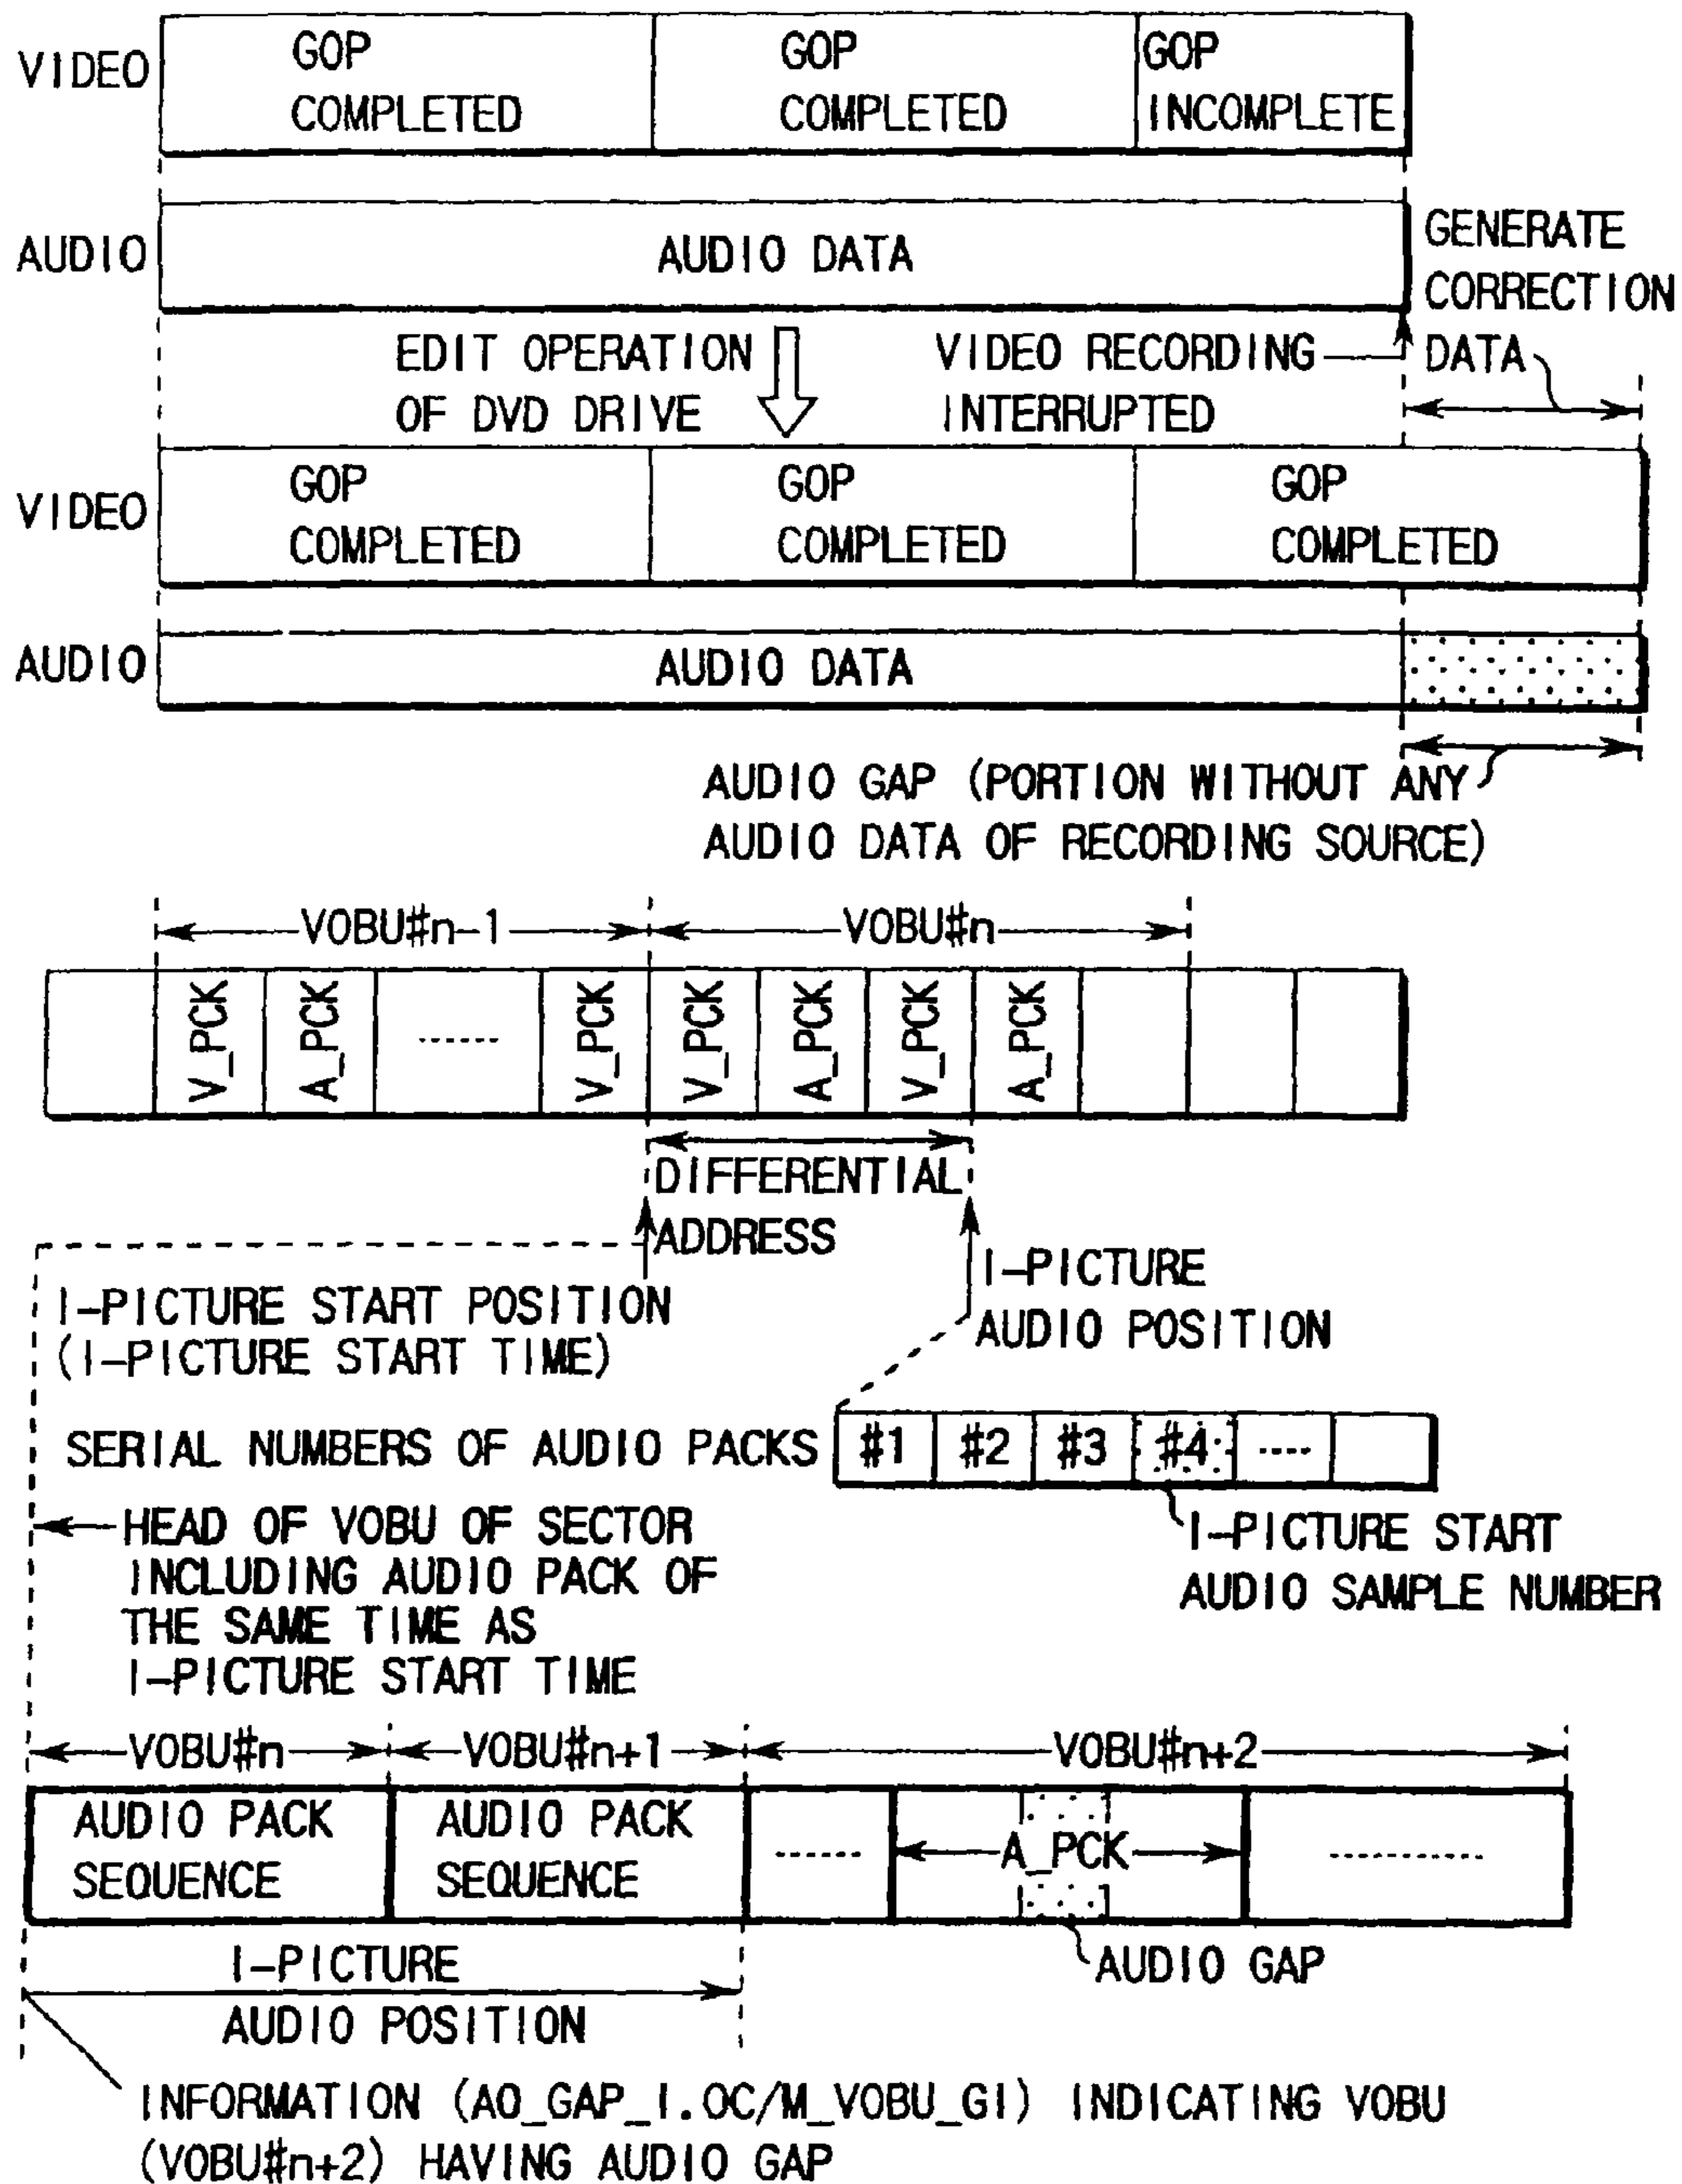 VIDEO
GOP
COMPLETED
GOP
COMPLETED
GOP
INCOMPLETE
AUDIO
AUDIO DATA
GENERATE
CORRECTION
DATA
EDIT OPERATION
OF DVD DRIVE
VIDEO RECORDING
INTERRUPTED
VIDEO
GOP
COMPLETED
GOP
COMPLETED
GOP
COMPLETED
AUDIO
AUDIO DATA
AUDIO GAP (PORTION WITHOUT ANY
AUDIO DATA OF RECORDING SOURCE)
VOBU#n-1
VOBU#n
V_PCK
A_PCK
V_PCK
V_PCK
A_PCK
V_PCK
A_PCK
DIFFERENTIAL
ADDRESS
I-PICTURE START POSITION
(I-PICTURE START TIME)
I-PICTURE
AUDIO POSITION
SERIAL NUMBERS OF AUDIO PACKS
#1
#2
#3
#4
I-PICTURE START
AUDIO SAMPLE NUMBER
HEAD OF VOBU OF SECTOR
INCLUDING AUDIO PACK OF
THE SAME TIME AS
I-PICTURE START TIME
VOBU#n
VOBU#n+1
VOBU#n+2
AUDIO PACK
SEQUENCE
AUDIO PACK
SEQUENCE
A_PCK
AUDIO GAP
I-PICTURE
AUDIO POSITION
INFORMATION (A0_GAP_I.OC/M_VOBU_GI) INDICATING VOBU
(VOBU#n+2) HAVING AUDIO GAP